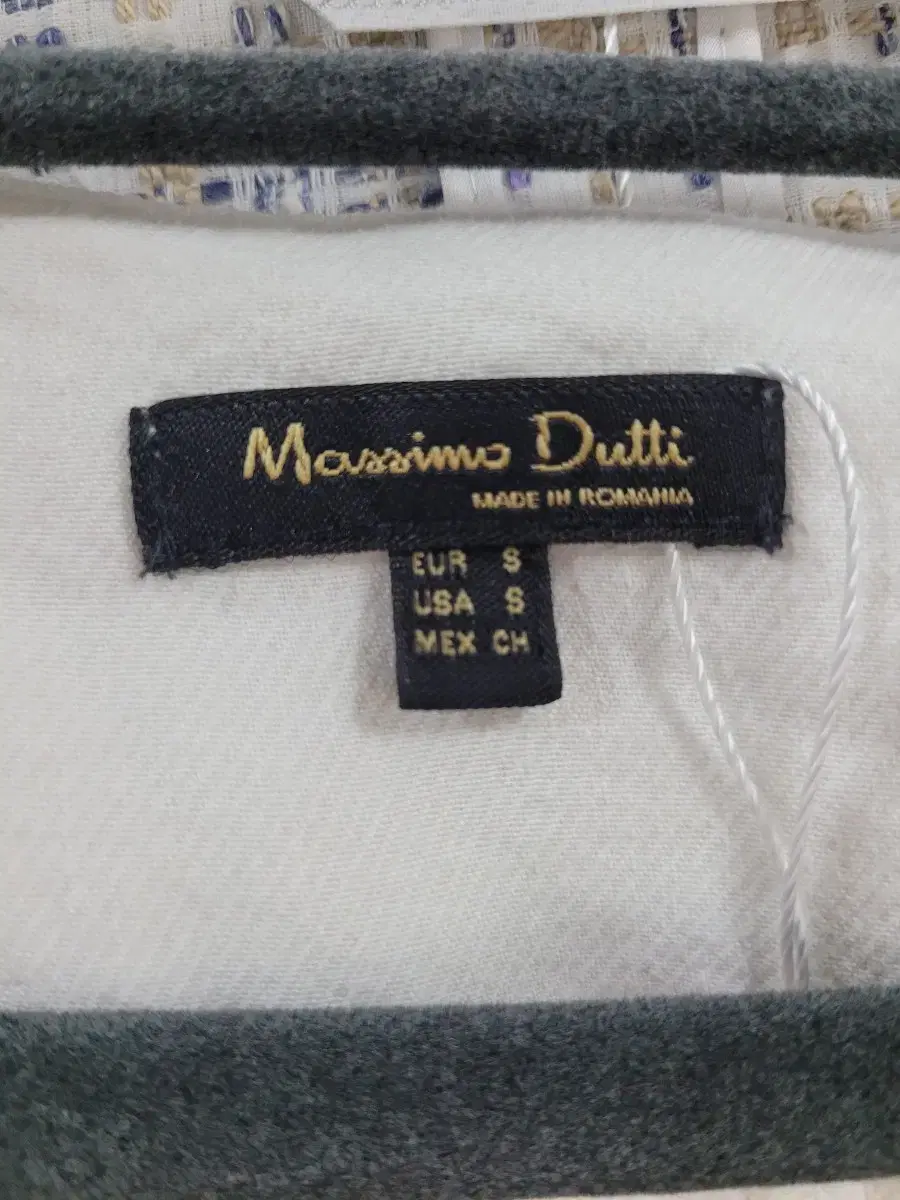 Massimo Dutti
MADE IN ROMANIA
EUR S
USA S
MEX CH